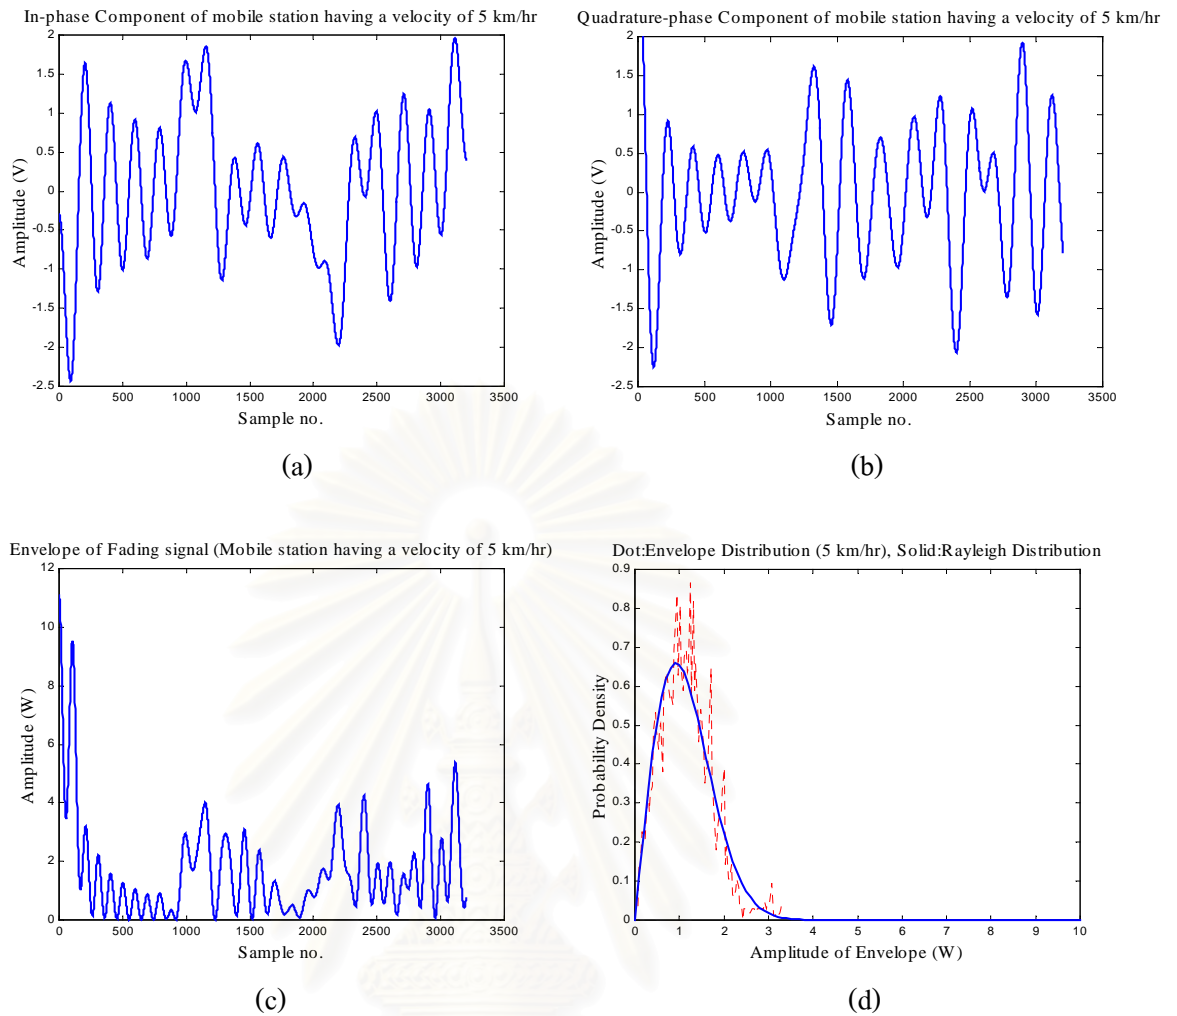 In-phase Component of mobile station having a velocity of 5 km/hr
2
1.5
1
0.5
0
-0.5
-1
-1.5
-2
-2.5
Amplitude (V)
0 500 1000 1500 2000 2500 3000 3500
Sample no.
(a)
Quadrature-phase Component of mobile station having a velocity of 5 km/hr
2
1.5
1
0.5
0
-0.5
-1
-1.5
-2
-2.5
Amplitude (V)
0 500 1000 1500 2000 2500 3000 3500
Sample no.
(b)
Envelope of Fading signal (Mobile station having a velocity of 5 km/hr)
12
10
8
6
4
2
0
Amplitude (W)
0 500 1000 1500 2000 2500 3000 3500
Sample no.
(c)
Dot:Envelope Distribution (5 km/hr), Solid:Rayleigh Distribution
0.9
0.8
0.7
0.6
0.5
0.4
0.3
0.2
0.1
0
Probability Density
0 1 2 3 4 5 6 7 8 9 10
Amplitude of Envelope (W)
(d)